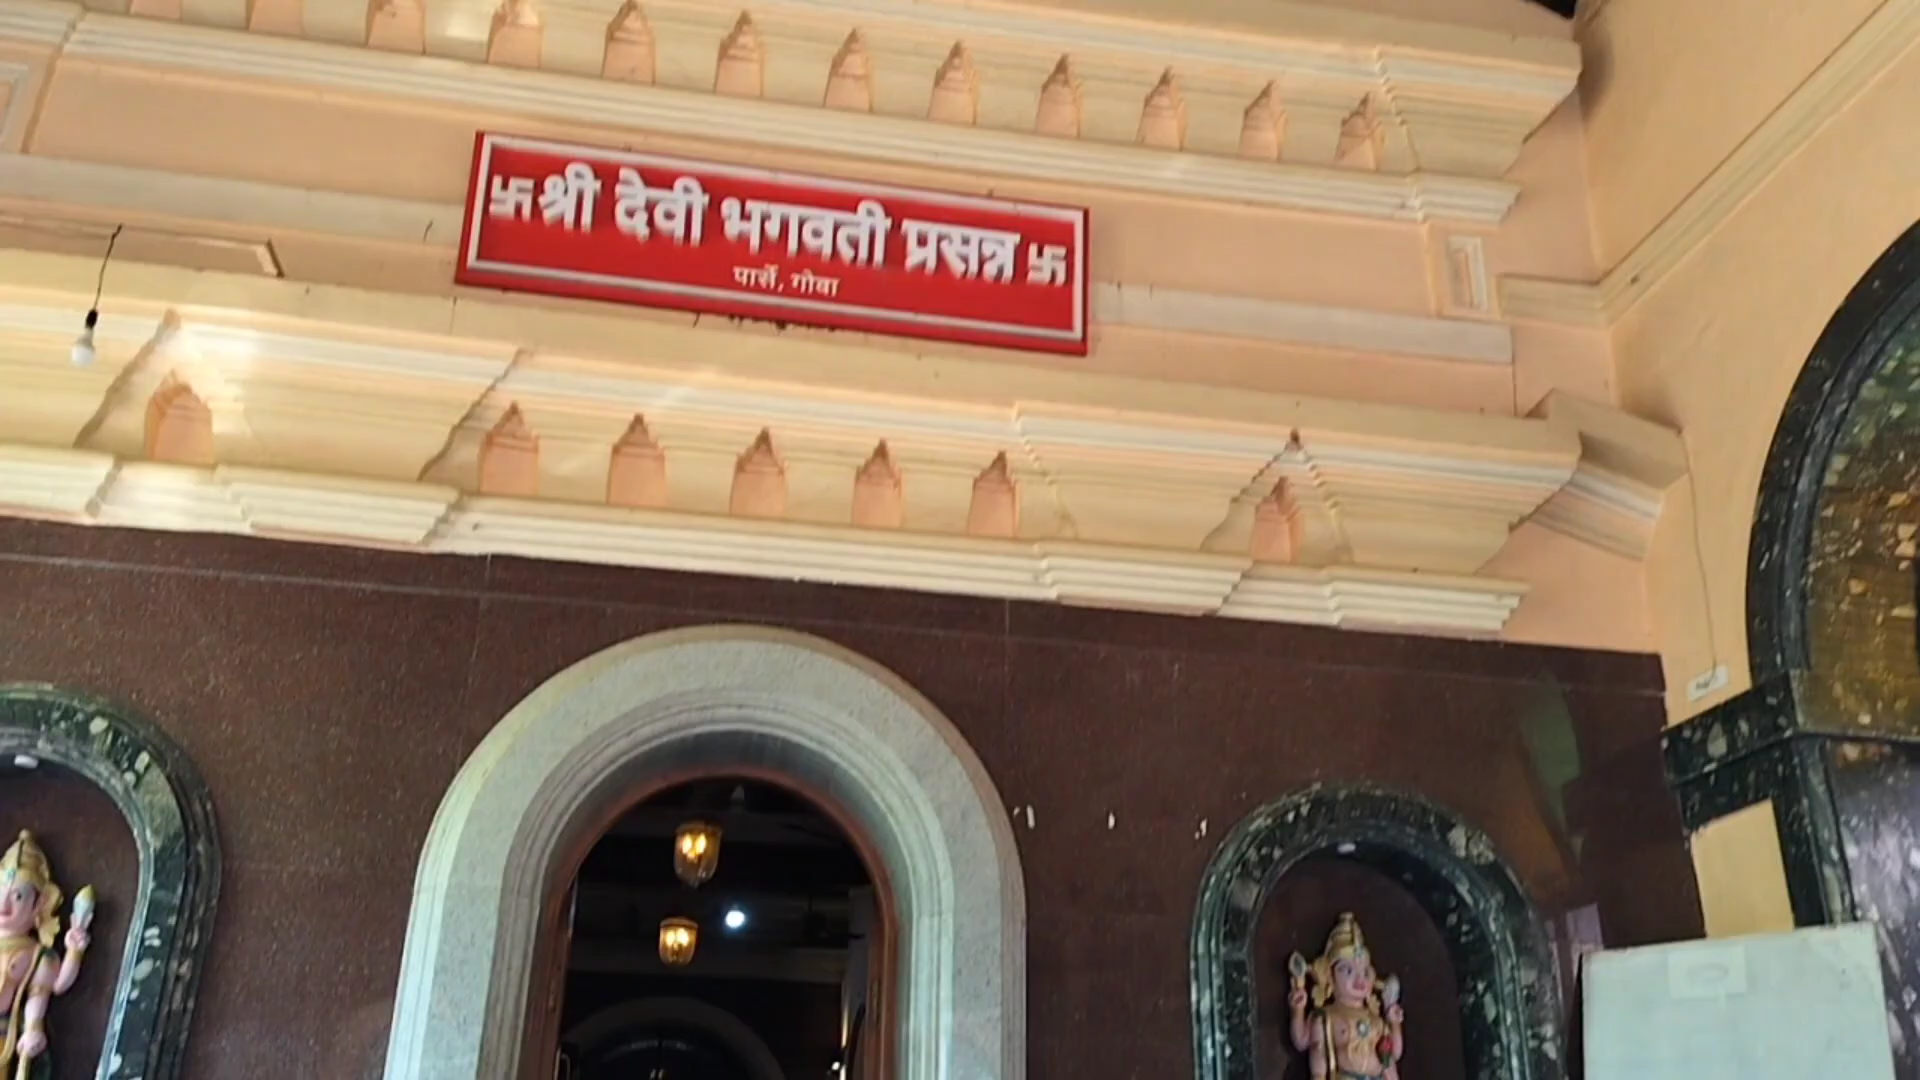 卐 श्री देवी भगवती प्रसन्न 卐
पार्से, गोवा